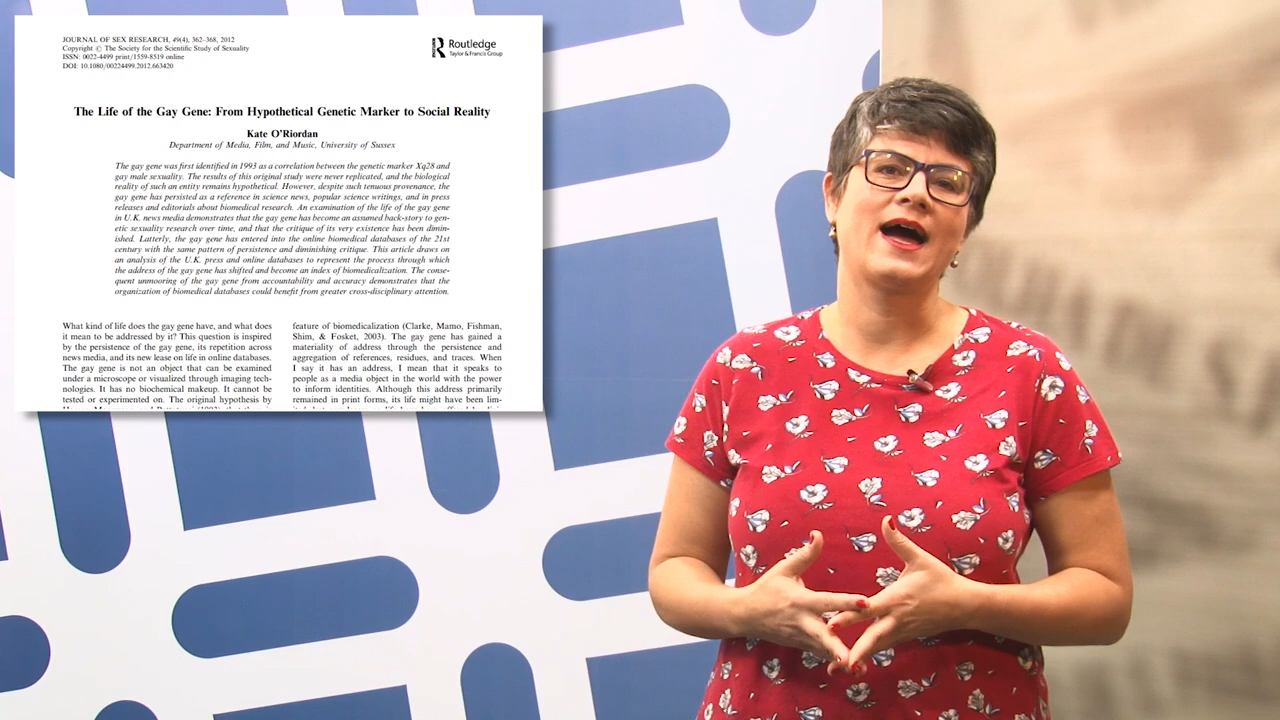 JOURNAL OF SEX RESEARCH, 49(4), 362–368, 2012
Copyright © The Society for the Scientific Study of Sexuality
ISSN: 0022-4499 print/1559-8519 online
DOI: 10.1080/00224499.2012.663420
Routledge
Taylor & Francis Group
The Life of the Gay Gene: From Hypothetical Genetic Marker to Social Reality
Kate O'Riordan
Department of Media, Film, and Music, University of Sussex
The gay gene was first identified in 1993 as a correlation between the genetic marker Xq28 and
gay male sexuality. The results of this original study were never replicated, and the biological
reality of such an entity remains hypothetical. However, despite such tenuous provenance, the
gay gene has persisted as a reference in science news, popular science writings, and in press
releases and editorials about biomedical research. An examination of the life of the gay gene
in U.K. news media demonstrates that the gay gene has become an assumed back-story to gen-
etic sexuality research over time, and that the critique of its very existence has been dimin-
ished. Latterly, the gay gene has entered into the online biomedical databases of the 21st
century with the same pattern of persistence and diminishing critique. This article draws on
an analysis of the U.K. press and online databases to represent the process through which
the address of the gay gene has shifted and become an index of biomedicalization. The conse-
quent unmooring of the gay gene from accountability and accuracy demonstrates that the
organization of biomedical databases could benefit from greater cross-disciplinary attention.
What kind of life does the gay gene have, and what does
it mean to be addressed by it? This question is inspired
by the persistence of the gay gene, its repetition across
news media, and its new lease on life in online databases.
The gay gene is not an object that can be examined
under a microscope or visualized through imaging tech-
nologies. It has no biochemical makeup. It cannot be
tested or experimented on. The original hypothesis by
feature of biomedicalization (Clarke, Mamo, Fishman,
Shim, & Fosket, 2003). The gay gene has gained a
materiality of address through the persistence and
aggregation of references, residues, and traces. When
I say it has an address, I mean that it speaks to
people as a media object in the world with the power
to inform identities. Although this address primarily
remained in print forms, its life might have been lim-